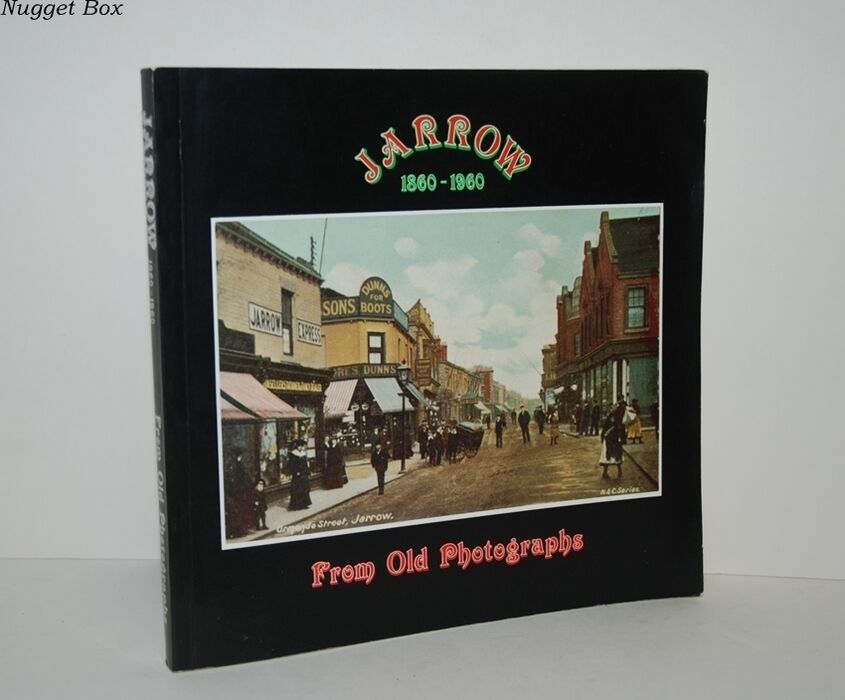 Nugget Box
JARROW
1860 - 1960
JARROW
1860 - 1960
From Old Photographs
SONS
DUNNS
FOR
BOOTS
JARROW
EXPRESS
DUNNS
Ormonde Street, Jarrow.
From Old Photographs